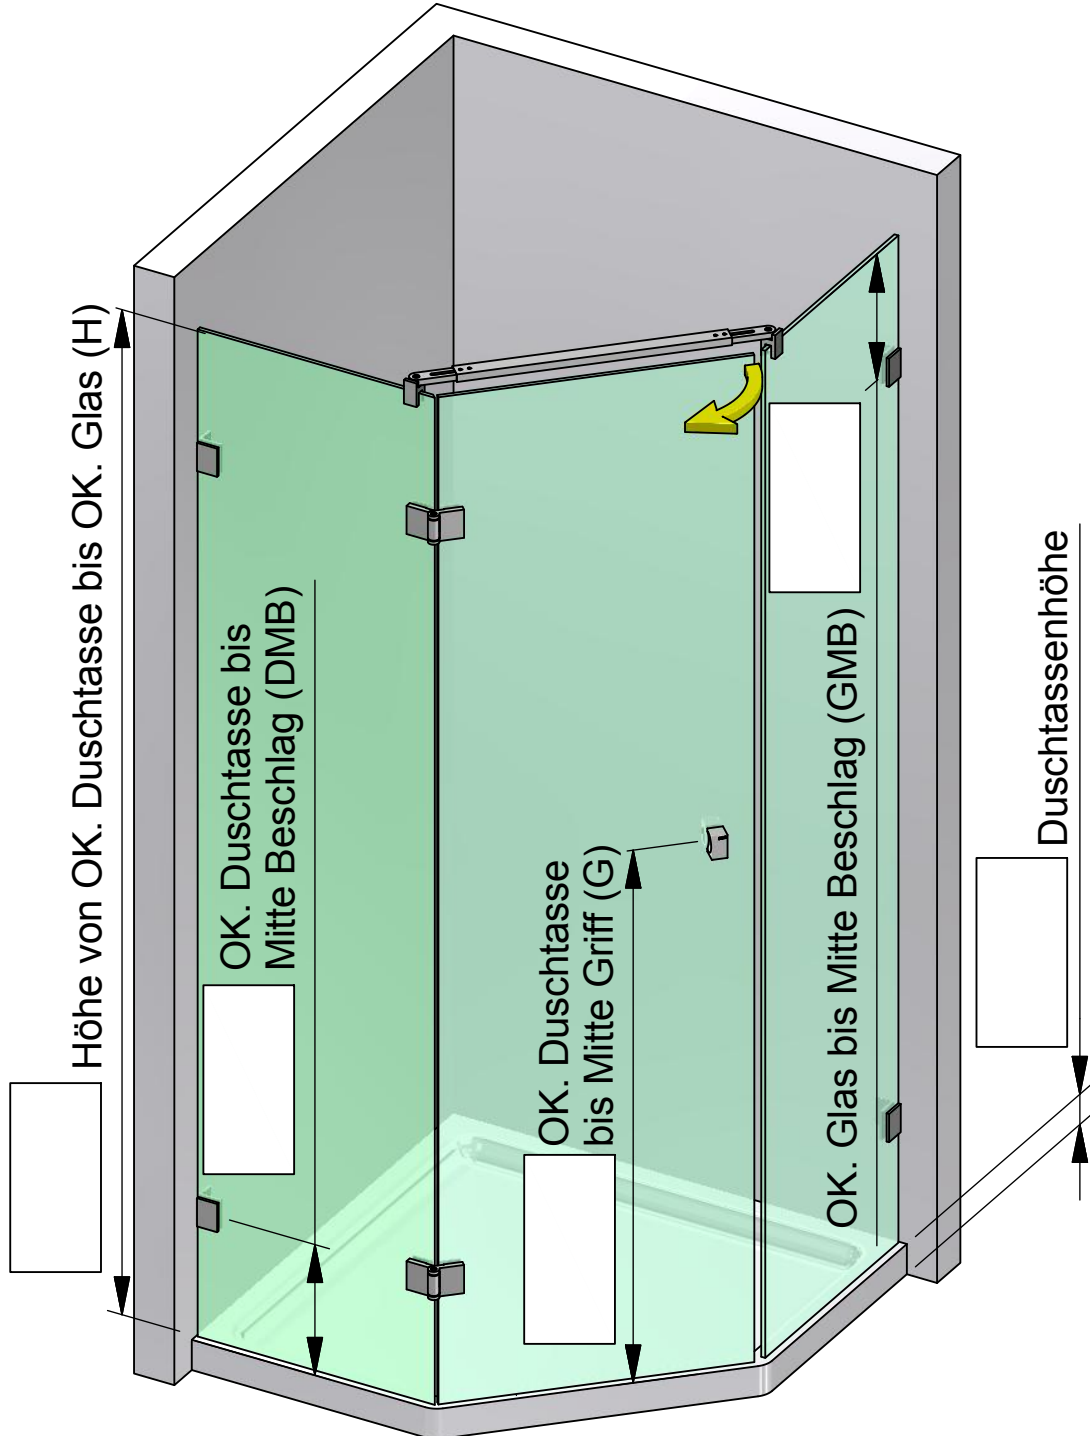 Höhe von OK. Duschtasse bis OK. Glas (H)
OK. Duschtasse bis
Mitte Beschlag (DMB)
OK. Duschtasse
bis Mitte Griff (G)
OK. Glas bis Mitte Beschlag (GMB)
Duschtassenhöhe